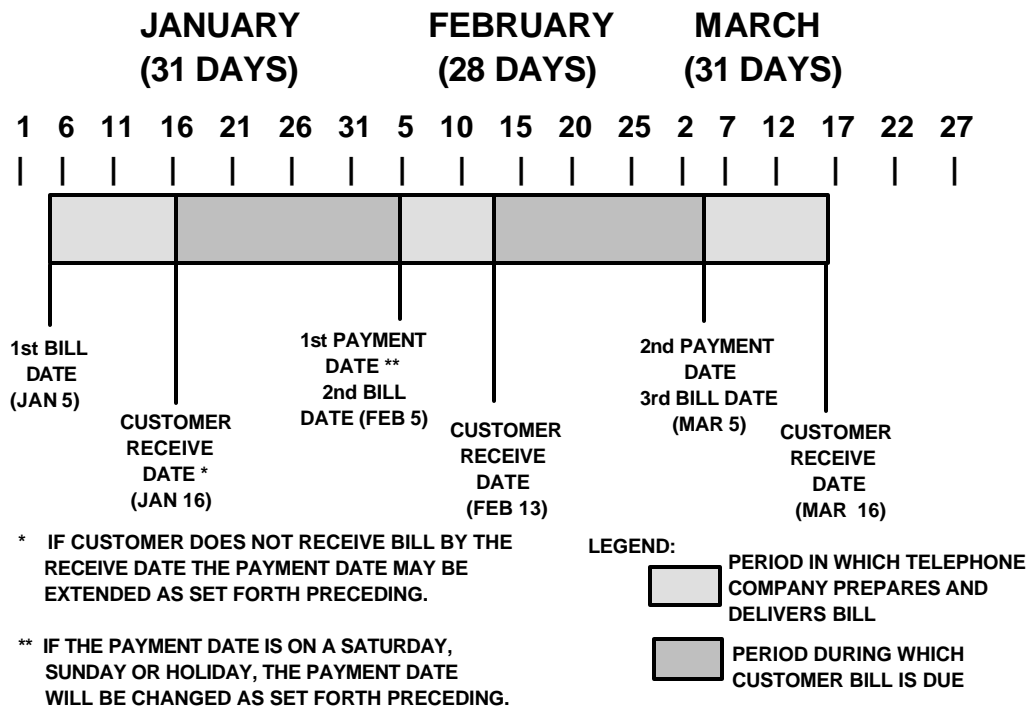 JANUARY FEBRUARY MARCH
(31 DAYS) (28 DAYS) (31 DAYS)
1 6 11 16 21 26 31 5 10 15 20 25 2 7 12 17 22 27
1st BILL
DATE
(JAN 5)
CUSTOMER
RECEIVE
DATE *
(JAN 16)
1st PAYMENT
DATE **
2nd BILL
DATE (FEB 5)
CUSTOMER
RECEIVE
DATE
(FEB 13)
2nd PAYMENT
DATE
3rd BILL DATE
(MAR 5)
CUSTOMER
RECEIVE
DATE
(MAR 16)
* IF CUSTOMER DOES NOT RECEIVE BILL BY THE
RECEIVE DATE THE PAYMENT DATE MAY BE
EXTENDED AS SET FORTH PRECEDING.
** IF THE PAYMENT DATE IS ON A SATURDAY,
SUNDAY OR HOLIDAY, THE PAYMENT DATE
WILL BE CHANGED AS SET FORTH PRECEDING.
LEGEND:
PERIOD IN WHICH TELEPHONE
COMPANY PREPARES AND
DELIVERS BILL
PERIOD DURING WHICH
CUSTOMER BILL IS DUE